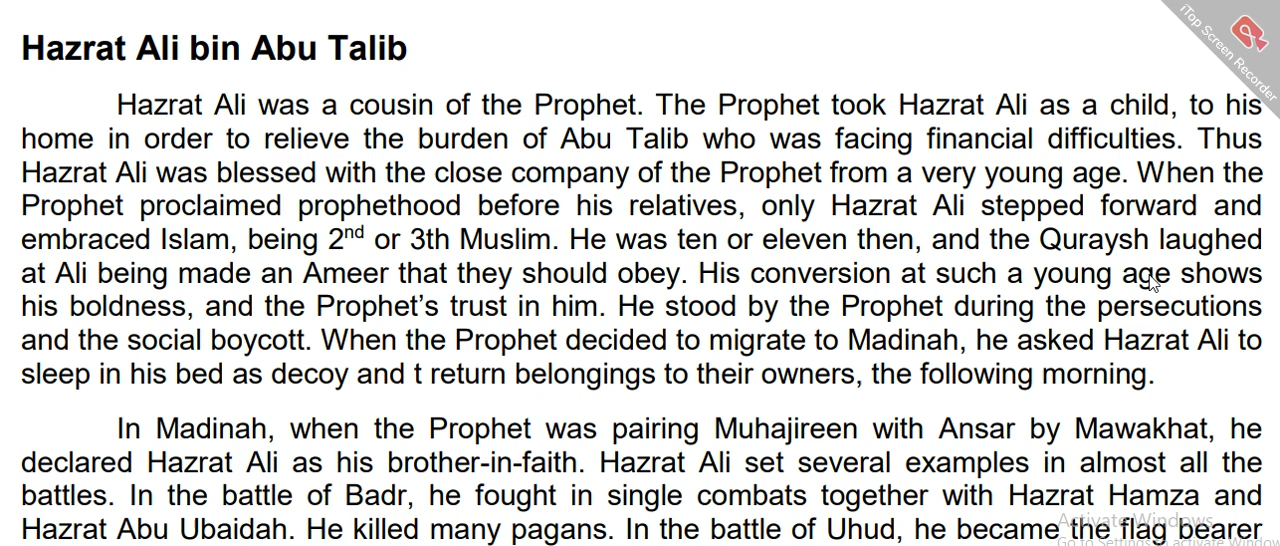 Hazrat Ali bin Abu Talib
Hazrat Ali was a cousin of the Prophet. The Prophet took Hazrat Ali as a child, to his
home in order to relieve the burden of Abu Talib who was facing financial difficulties. Thus
Hazrat Ali was blessed with the close company of the Prophet from a very young age. When the
Prophet proclaimed prophethood before his relatives, only Hazrat Ali stepped forward and
embraced Islam, being 2nd or 3th Muslim. He was ten or eleven then, and the Quraysh laughed
at Ali being made an Ameer that they should obey. His conversion at such a young age shows
his boldness, and the Prophet’s trust in him. He stood by the Prophet during the persecutions
and the social boycott. When the Prophet decided to migrate to Madinah, he asked Hazrat Ali to
sleep in his bed as decoy and t return belongings to their owners, the following morning.
In Madinah, when the Prophet was pairing Muhajireen with Ansar by Mawakhat, he
declared Hazrat Ali as his brother-in-faith. Hazrat Ali set several examples in almost all the
battles. In the battle of Badr, he fought in single combats together with Hazrat Hamza and
Hazrat Abu Ubaidah. He killed many pagans. In the battle of Uhud, he became the flag bearer
iTop Screen Recorder
Activate Windows
Go to Settings to activate Windows